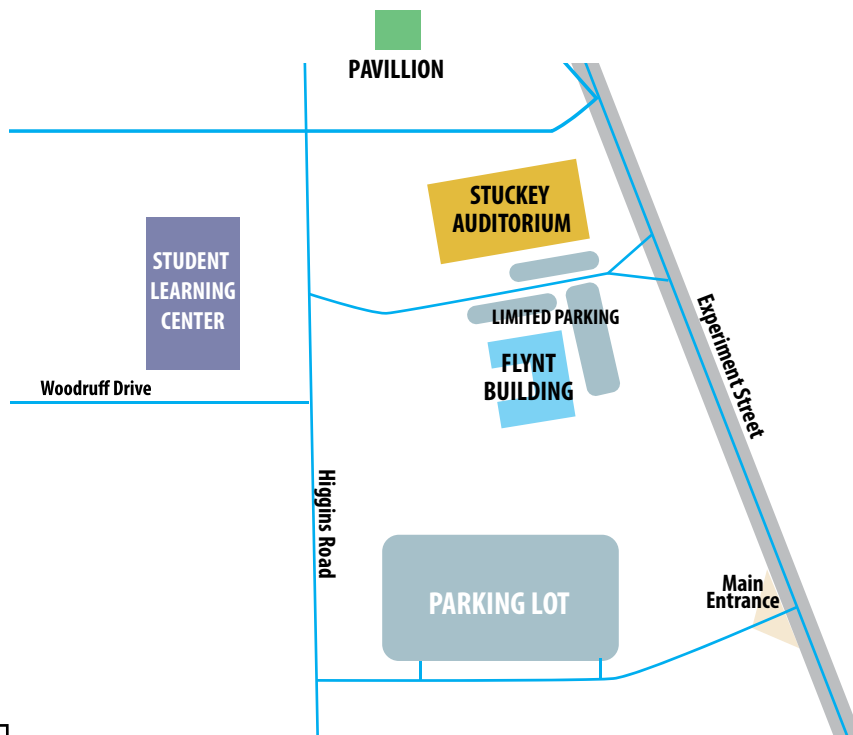 PAVILLION
STUCKEY
AUDITORIUM
STUDENT
LEARNING
CENTER
LIMITED PARKING
Experiment Street
FLYNT
BUILDING
Woodruff Drive
Higgins Road
PARKING LOT
Main
Entrance